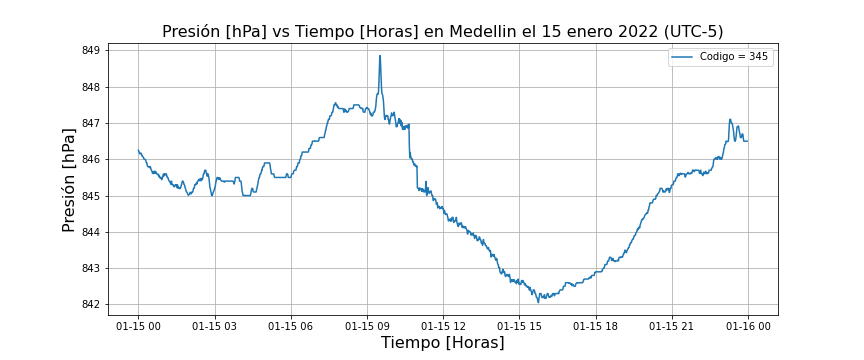 Presión [hPa] vs Tiempo [Horas] en Medellin el 15 enero 2022 (UTC-5)
Codigo = 345
849
848
847
846
845
844
843
842
Presión [hPa]
01-15 00 01-15 03 01-15 06 01-15 09 01-15 12 01-15 15 01-15 18 01-15 21 01-16 00
Tiempo [Horas]